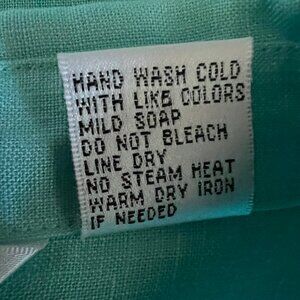 HAND WASH COLD
WITH LIKE COLORS
MILD SOAP
DO NOT BLEACH
LINE DRY
NO STEAM HEAT
WARM DRY IRON
IF NEEDED